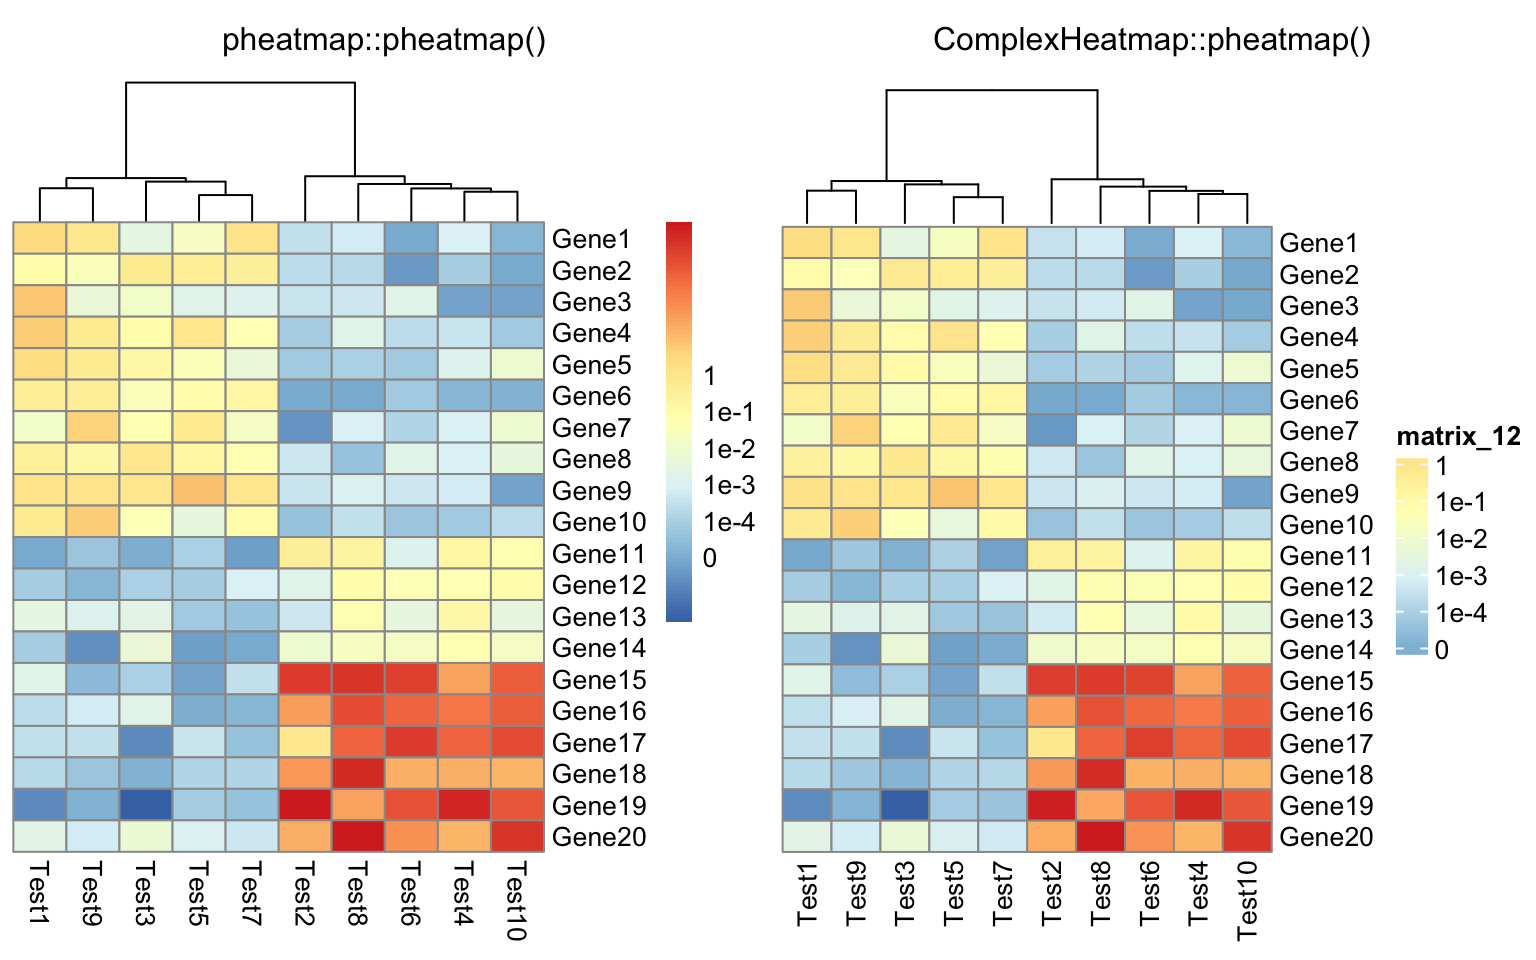 pheatmap::pheatmap()
Gene1
Gene2
Gene3
Gene4
Gene5
Gene6
Gene7
Gene8
Gene9
Gene10
Gene11
Gene12
Gene13
Gene14
Gene15
Gene16
Gene17
Gene18
Gene19
Gene20
Test1
Test9
Test3
Test5
Test7
Test2
Test8
Test6
Test4
Test10
1
1e-1
1e-2
1e-3
1e-4
0
ComplexHeatmap::pheatmap()
Gene1
Gene2
Gene3
Gene4
Gene5
Gene6
Gene7
Gene8
Gene9
Gene10
Gene11
Gene12
Gene13
Gene14
Gene15
Gene16
Gene17
Gene18
Gene19
Gene20
Test1
Test9
Test3
Test5
Test7
Test2
Test8
Test6
Test4
Test10
matrix_12
1
1e-1
1e-2
1e-3
1e-4
0